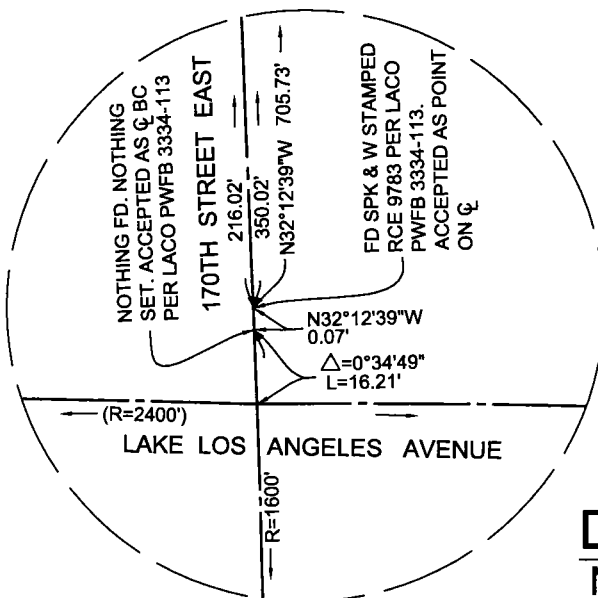 NOTHING FD. NOTHING
SET. ACCEPTED AS ℄ BC
PER LACO PWFB 3334-113
170TH STREET EAST
216.02'
350.02'
N32°12'39"W 705.73'
FD SPK & W STAMPED
RCE 9783 PER LACO
PWFB 3334-113.
ACCEPTED AS POINT
ON ℄
N32°12'39"W
0.07'
△=0°34'49"
L=16.21'
(R=2400')
LAKE LOS ANGELES AVENUE
R=1600'